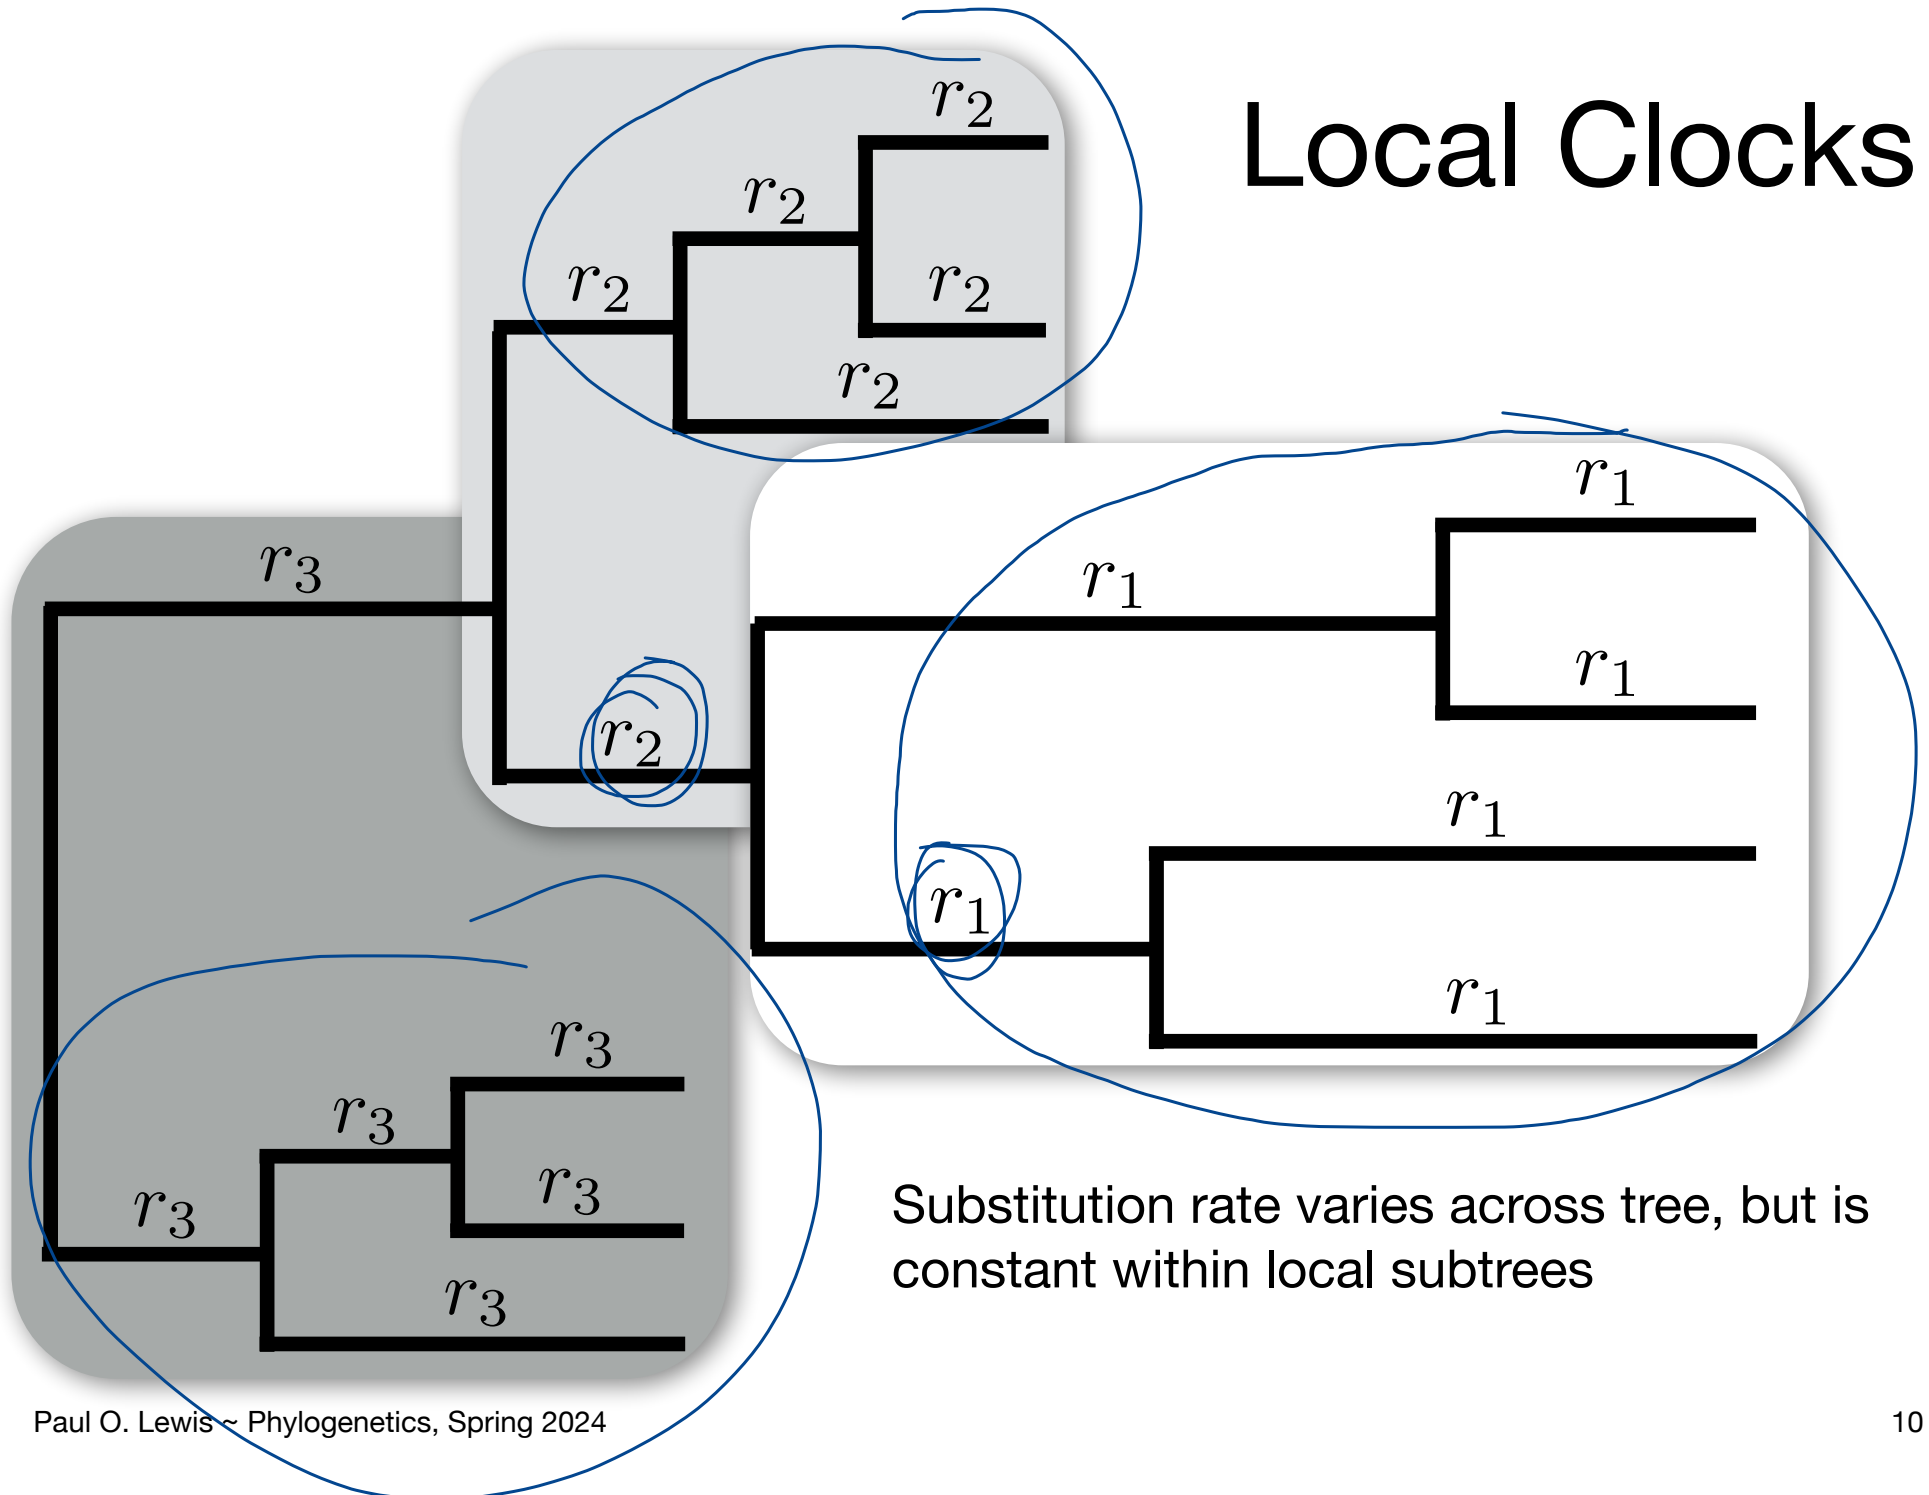 Local Clocks
r2
r2
r2
r2
r2
r3
r2
r1
r1
r1
r1
r1
r1
r3
r3
r3
r3
r3
Substitution rate varies across tree, but is
constant within local subtrees
Paul O. Lewis ~ Phylogenetics, Spring 2024
10